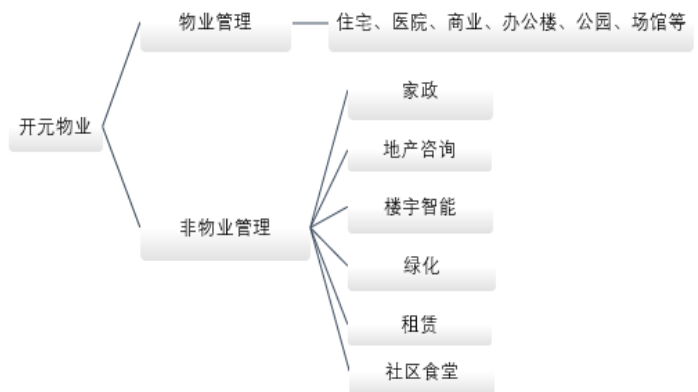 物业管理
住宅、医院、商业、办公楼、公园、场馆等
开元物业
非物业管理
家政
地产咨询
楼宇智能
绿化
租赁
社区食堂